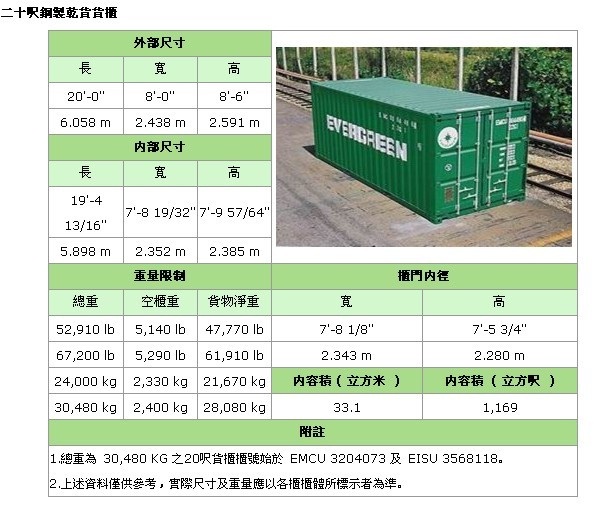 二十呎鋼製乾貨貨櫃
外部尺寸
長 寬 高
20'-0" 8'-0" 8'-6"
6.058 m 2.438 m 2.591 m
內部尺寸
長 寬 高
19'-4 13/16" 7'-8 19/32" 7'-9 57/64"
5.898 m 2.352 m 2.385 m
EVERGREEN
重量限制 櫃門內徑
總重 空櫃重 貨物淨重 寬 高
52,910 lb 5,140 lb 47,770 lb 7'-8 1/8" 7'-5 3/4"
67,200 lb 5,290 lb 61,910 lb 2.343 m 2.280 m
24,000 kg 2,330 kg 21,670 kg 內容積 ( 立方米 ) 內容積 ( 立方呎 )
30,480 kg 2,400 kg 28,080 kg 33.1 1,169
附註
1.總重為 30,480 KG 之20呎貨櫃櫃號始於 EMCU 3204073 及 EISU 3568118。
2.上述資料僅供參考，實際尺寸及重量應以各櫃櫃體所標示者為準。